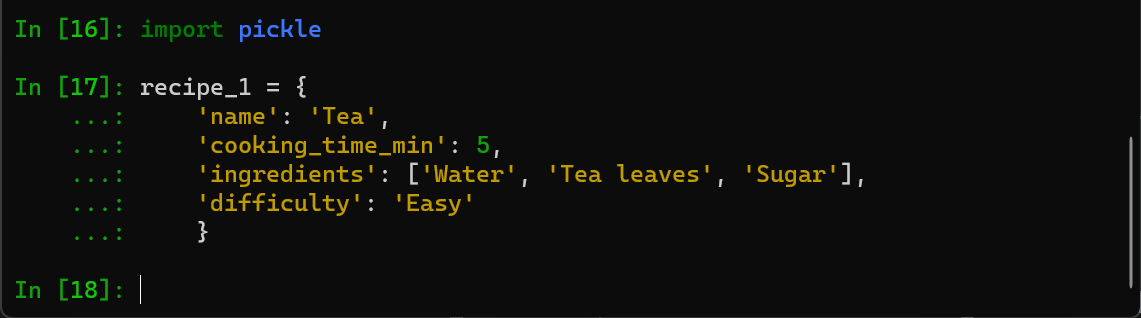 In [16]: import pickle
In [17]: recipe_1 = {
    ...:     'name': 'Tea',
    ...:     'cooking_time_min': 5,
    ...:     'ingredients': ['Water', 'Tea leaves', 'Sugar'],
    ...:     'difficulty': 'Easy'
    ...:     }
In [18]: